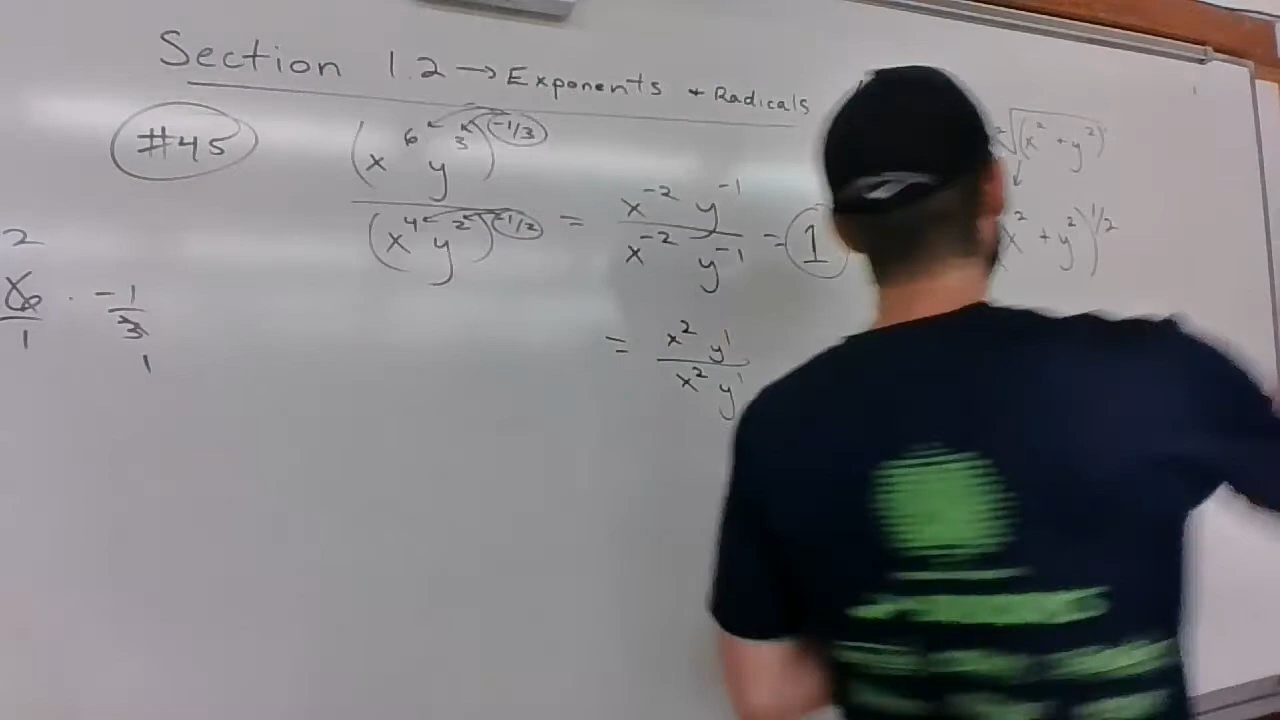 Section 1.2 → Exponents + Radicals
#45
(x^6 y^3)^(-1/3) / (x^4 y^2)^(-1/2) = x^-2 y^-1 / x^-2 y^-1 = 1
= x^2 y^1 / x^2 y^1
2
6/1 · -1/3
1
√(x^2 + y^2)
x^2 + y^2)^1/2